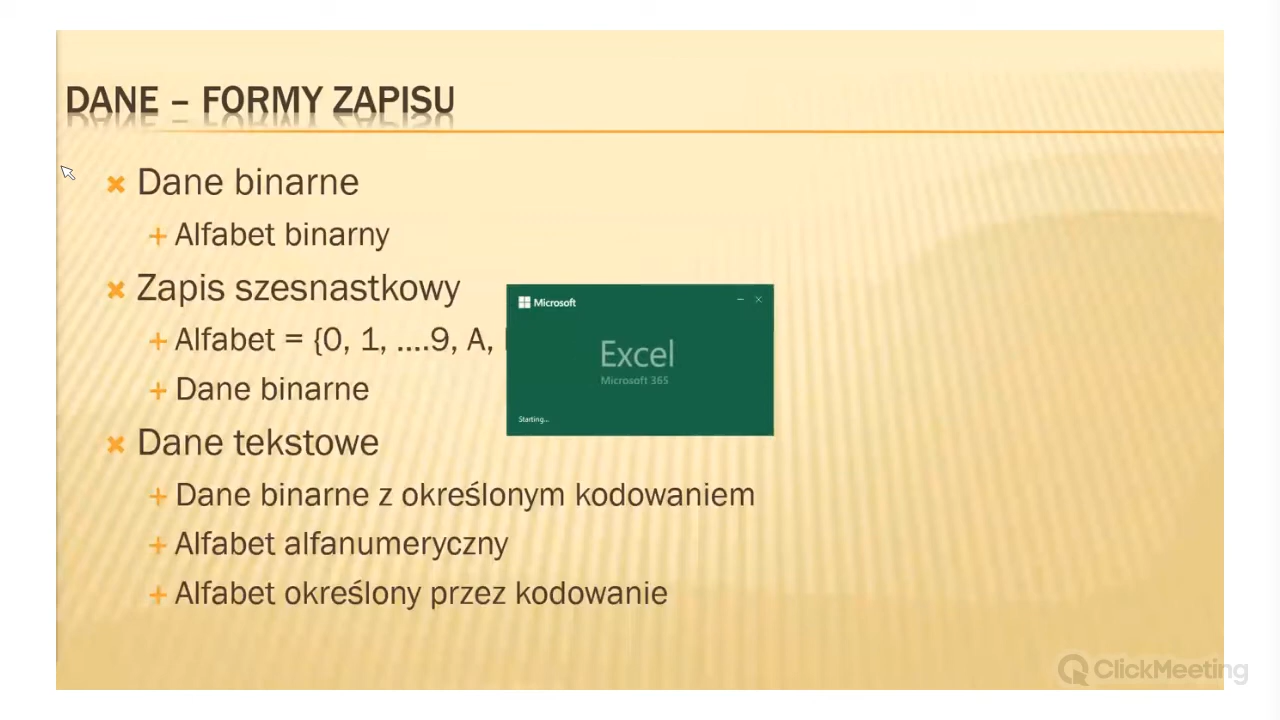 DANE – FORMY ZAPISU
Dane binarne
Alfabet binarny
Zapis szesnastkowy
Alfabet = {0, 1, ....9, A,
Dane binarne
Dane tekstowe
Dane binarne z określonym kodowaniem
Alfabet alfanumeryczny
Alfabet określony przez kodowanie
Microsoft
Excel
Microsoft 365
Starting...
ClickMeeting